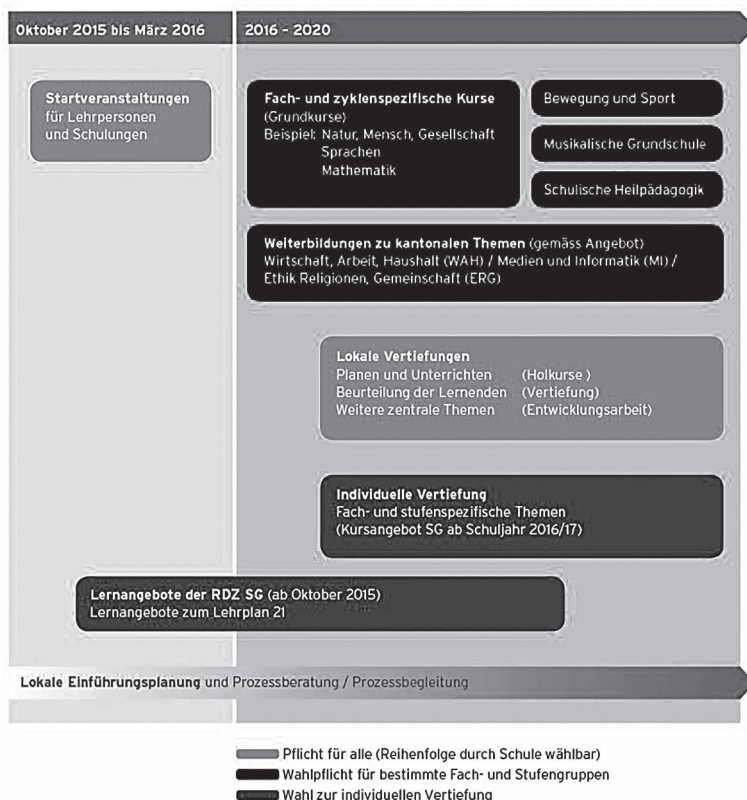 Oktober 2015 bis März 2016
2016 – 2020
Startveranstaltungen
für Lehrpersonen
und Schulungen
Fach- und zyklenspezifische Kurse
(Grundkurse)
Beispiel: Natur, Mensch, Gesellschaft
Sprachen
Mathematik
Bewegung und Sport
Musikalische Grundschule
Schulische Heilpädagogik
Weiterbildungen zu kantonalen Themen (gemäss Angebot)
Wirtschaft, Arbeit, Haushalt (WAH) / Medien und Informatik (MI) /
Ethik Religionen, Gemeinschaft (ERG)
Lokale Vertiefungen
Planen und Unterrichten (Holkurse )
Beurteilung der Lernenden (Vertiefung)
Weitere zentrale Themen (Entwicklungsarbeit)
Individuelle Vertiefung
Fach- und stufenspezifische Themen
(Kursangebot SG ab Schuljahr 2016/17)
Lernangebote der RDZ SG (ab Oktober 2015)
Lernangebote zum Lehrplan 21
Lokale Einführungsplanung und Prozessberatung / Prozessbegleitung
Pflicht für alle (Reihenfolge durch Schule wählbar)
Wahlpflicht für bestimmte Fach- und Stufengruppen
Wahl zur individuellen Vertiefung